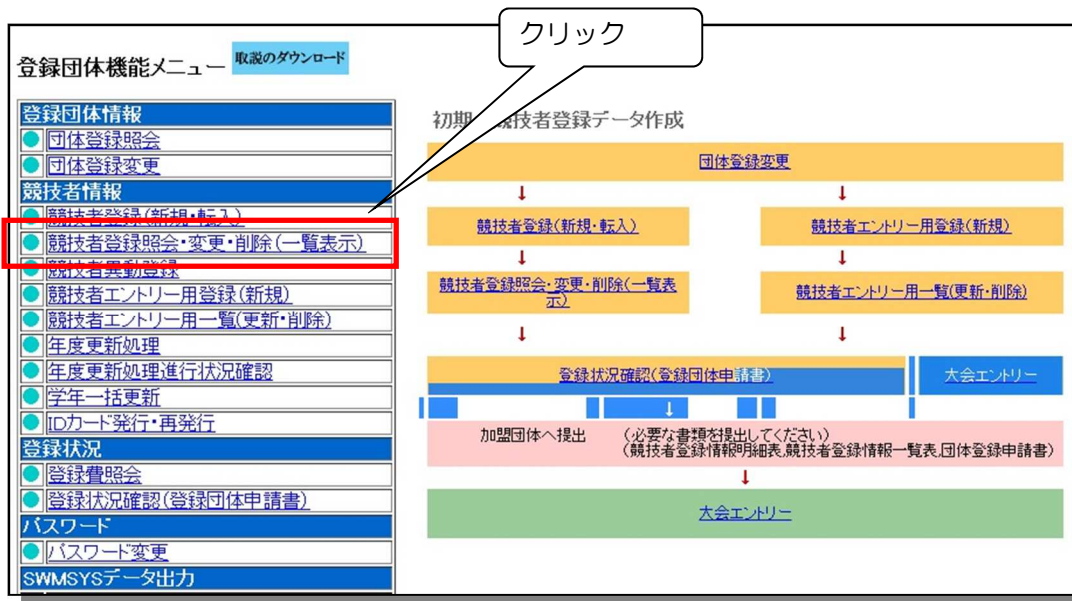 クリック
登録団体機能メニュー 取説のダウンロード
登録団体情報
団体登録照会
団体登録変更
競技者情報
競技者登録(新規・転入)
競技者登録照会・変更・削除(一覧表示)
競技者異動登録
競技者エントリー用登録(新規)
競技者エントリー用一覧(更新・削除)
年度更新処理
年度更新処理進行状況確認
学年一括更新
IDカード発行・再発行
登録状況
登録費照会
登録状況確認(登録団体申請書)
パスワード
パスワード変更
SWMSYSデータ出力
初期 競技者登録データ作成
団体登録変更
↓ ↓
競技者登録(新規・転入) 競技者エントリー用登録(新規)
↓ ↓
競技者登録照会・変更・削除(一覧表
示) 競技者エントリー用一覧(更新・削除)
↓ ↓
登録状況確認(登録団体申請書) 大会エントリー
↓
加盟団体へ提出 (必要な書類を提出してください)
(競技者登録情報明細表,競技者登録情報一覧表,団体登録申請書)
↓
大会エントリー